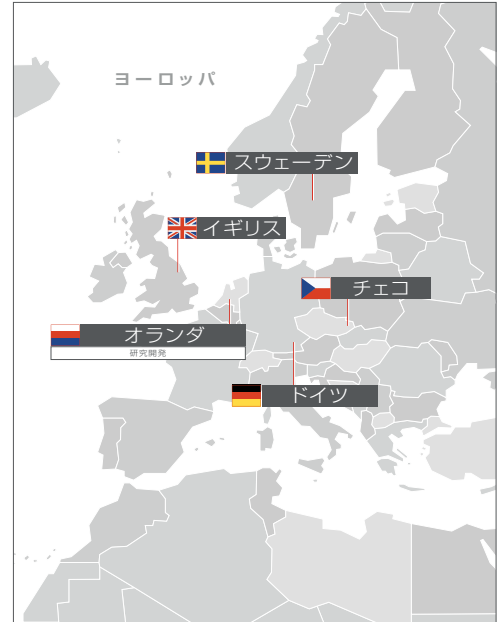 ヨーロッパ
スウェーデン
イギリス
チェコ
オランダ
研究開発
ドイツ